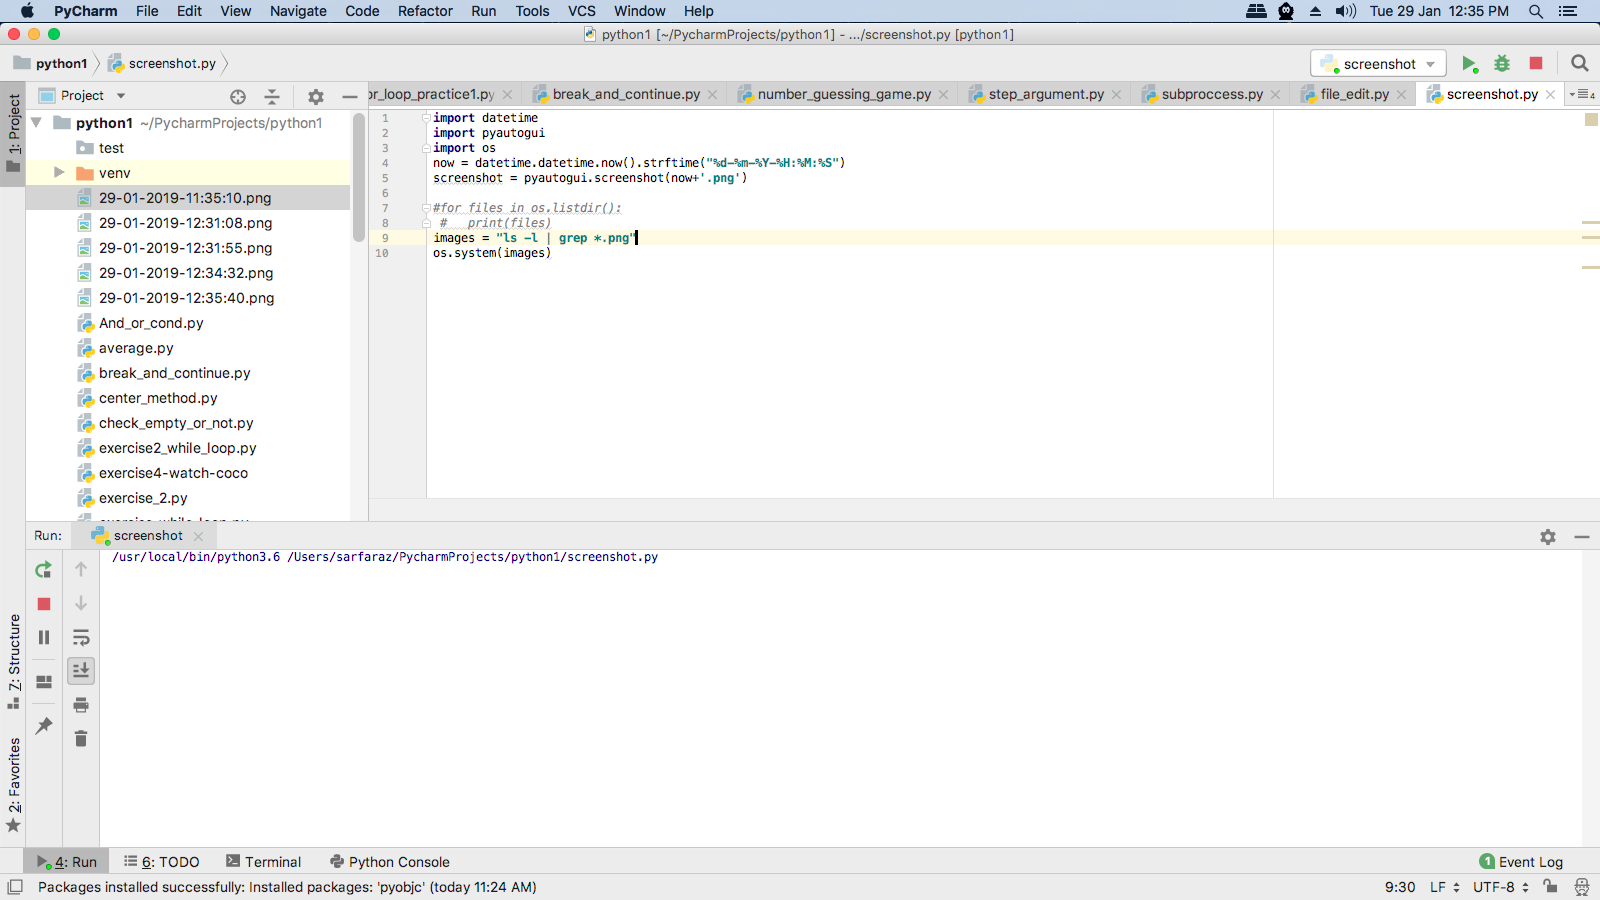 PyCharm File Edit View Navigate Code Refactor Run Tools VCS Window Help Tue 29 Jan 12:35 PM
python1 [~/PycharmProjects/python1] - .../screenshot.py [python1]
python1 screenshot.py screenshot
Project
or_loop_practice1.py break_and_continue.py number_guessing_game.py step_argument.py subproccess.py file_edit.py screenshot.py 4
1: Project
7: Structure
2: Favorites
python1 ~/PycharmProjects/python1
test
venv
29-01-2019-11:35:10.png
29-01-2019-12:31:08.png
29-01-2019-12:31:55.png
29-01-2019-12:34:32.png
29-01-2019-12:35:40.png
And_or_cond.py
average.py
break_and_continue.py
center_method.py
check_empty_or_not.py
exercise2_while_loop.py
exercise4-watch-coco
exercise_2.py
1 import datetime
2 import pyautogui
3 import os
4 now = datetime.datetime.now().strftime("%d-%m-%Y-%H:%M:%S")
5 screenshot = pyautogui.screenshot(now+'.png')
6
7 #for files in os.listdir():
8 # print(files)
9 images = "ls -l | grep *.png"
10 os.system(images)
Run: screenshot
/usr/local/bin/python3.6 /Users/sarfaraz/PycharmProjects/python1/screenshot.py
4: Run 6: TODO Terminal Python Console 1 Event Log
Packages installed successfully: Installed packages: 'pyobjc' (today 11:24 AM) 9:30 LF UTF-8